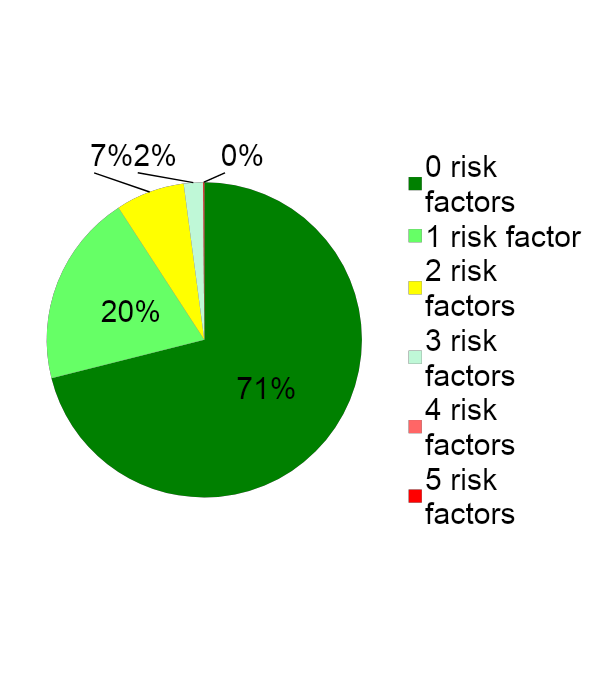 7%2% 0%
20%
71%
0 risk
factors
1 risk factor
2 risk
factors
3 risk
factors
4 risk
factors
5 risk
factors